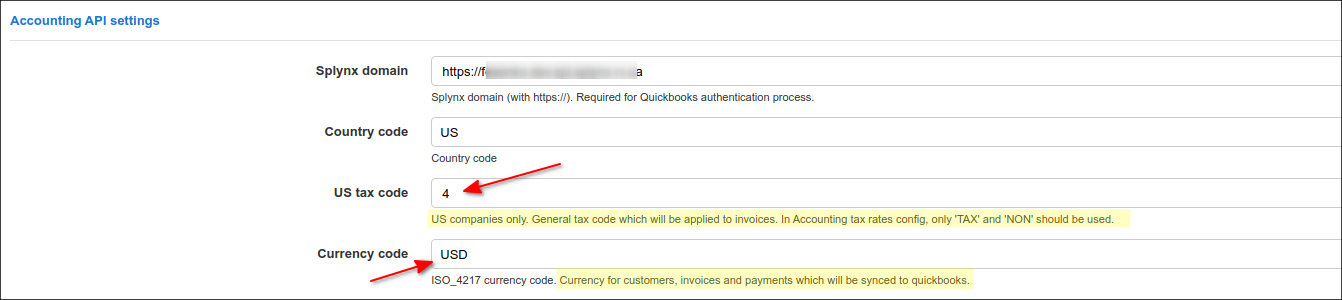 Accounting API settings
Splynx domain
https://f
Splynx domain (with https://). Required for Quickbooks authentication process.
Country code
US
Country code
US tax code
4
US companies only. General tax code which will be applied to invoices. In Accounting tax rates config, only 'TAX' and 'NON' should be used.
Currency code
USD
ISO_4217 currency code. Currency for customers, invoices and payments which will be synced to quickbooks.